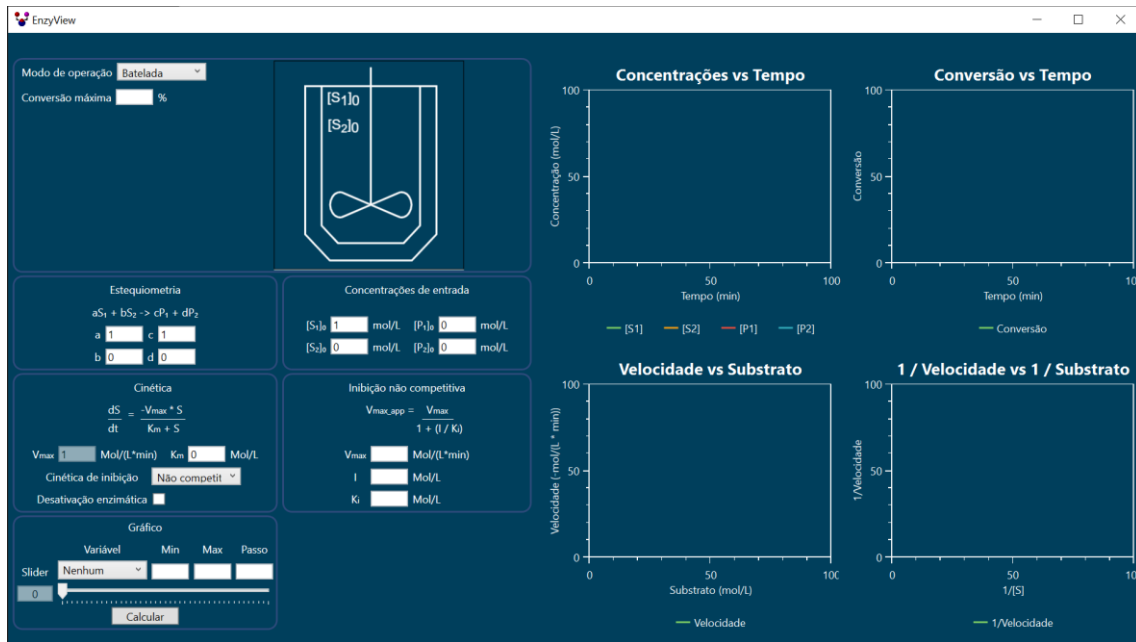 EnzyView
Modo de operação Batelada
Conversão máxima %
[S1]0
[S2]0
Estequiometria
aS₁ + bS₂ -> cP₁ + dP₂
a 1 c 1
b 0 d 0
Concentrações de entrada
[S₁]₀ 1 mol/L [P₁]₀ 0 mol/L
[S₂]₀ 0 mol/L [P₂]₀ 0 mol/L
Cinética
dS = -Vmax * S
dt Km + S
Vmax 1 Mol/(L*min) Km 0 Mol/L
Cinética de inibição Não competit
Desativação enzimática
Inibição não competitiva
Vmax_app = Vmax
1 + (I / Ki)
Vmax Mol/(L*min)
I Mol/L
Ki Mol/L
Gráfico
Variável Min Max Passo
Slider Nenhum
0
Calcular
Concentrações vs Tempo
Concentração (mol/L)
100
50
0
0 50 100
Tempo (min)
[S1] [S2] [P1] [P2]
Conversão vs Tempo
Conversão
100
50
0
0 50 10
Tempo (min)
Conversão
Velocidade vs Substrato
Velocidade (-mol/(L * min))
100
50
0
0 50 100
Substrato (mol/L)
Velocidade
1 / Velocidade vs 1 / Substrato
1/Velocidade
100
50
0
0 50 10
1/[S]
1/Velocidade